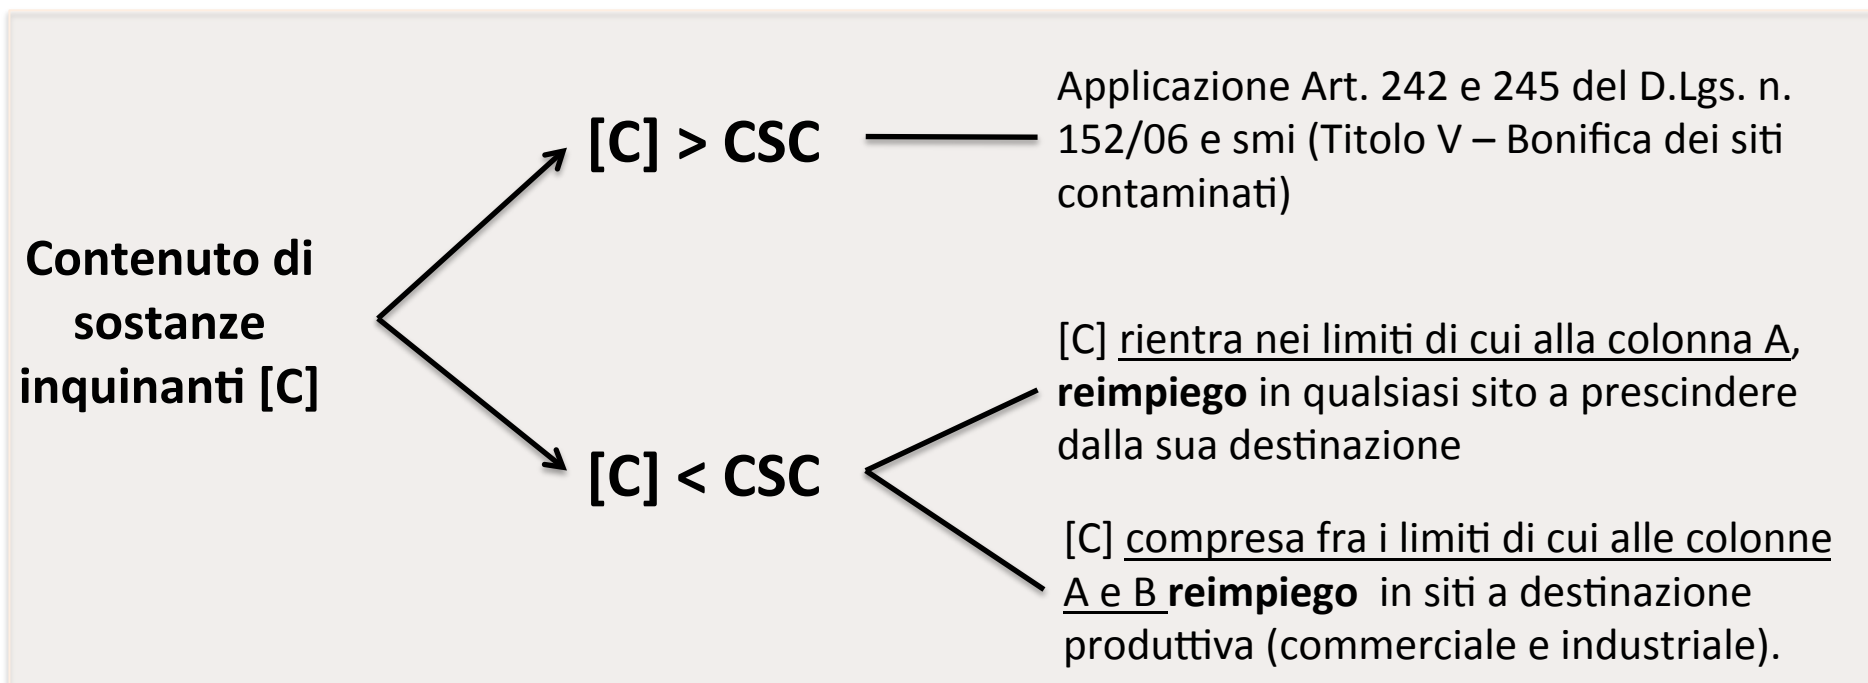 Contenuto di
sostanze
inquinanti [C]
[C] > CSC
Applicazione Art. 242 e 245 del D.Lgs. n.
152/06 e smi (Titolo V – Bonifica dei siti
contaminati)
[C] < CSC
[C] rientra nei limiti di cui alla colonna A,
reimpiego in qualsiasi sito a prescindere
dalla sua destinazione
[C] compresa fra i limiti di cui alle colonne
A e B reimpiego in siti a destinazione
produttiva (commerciale e industriale).